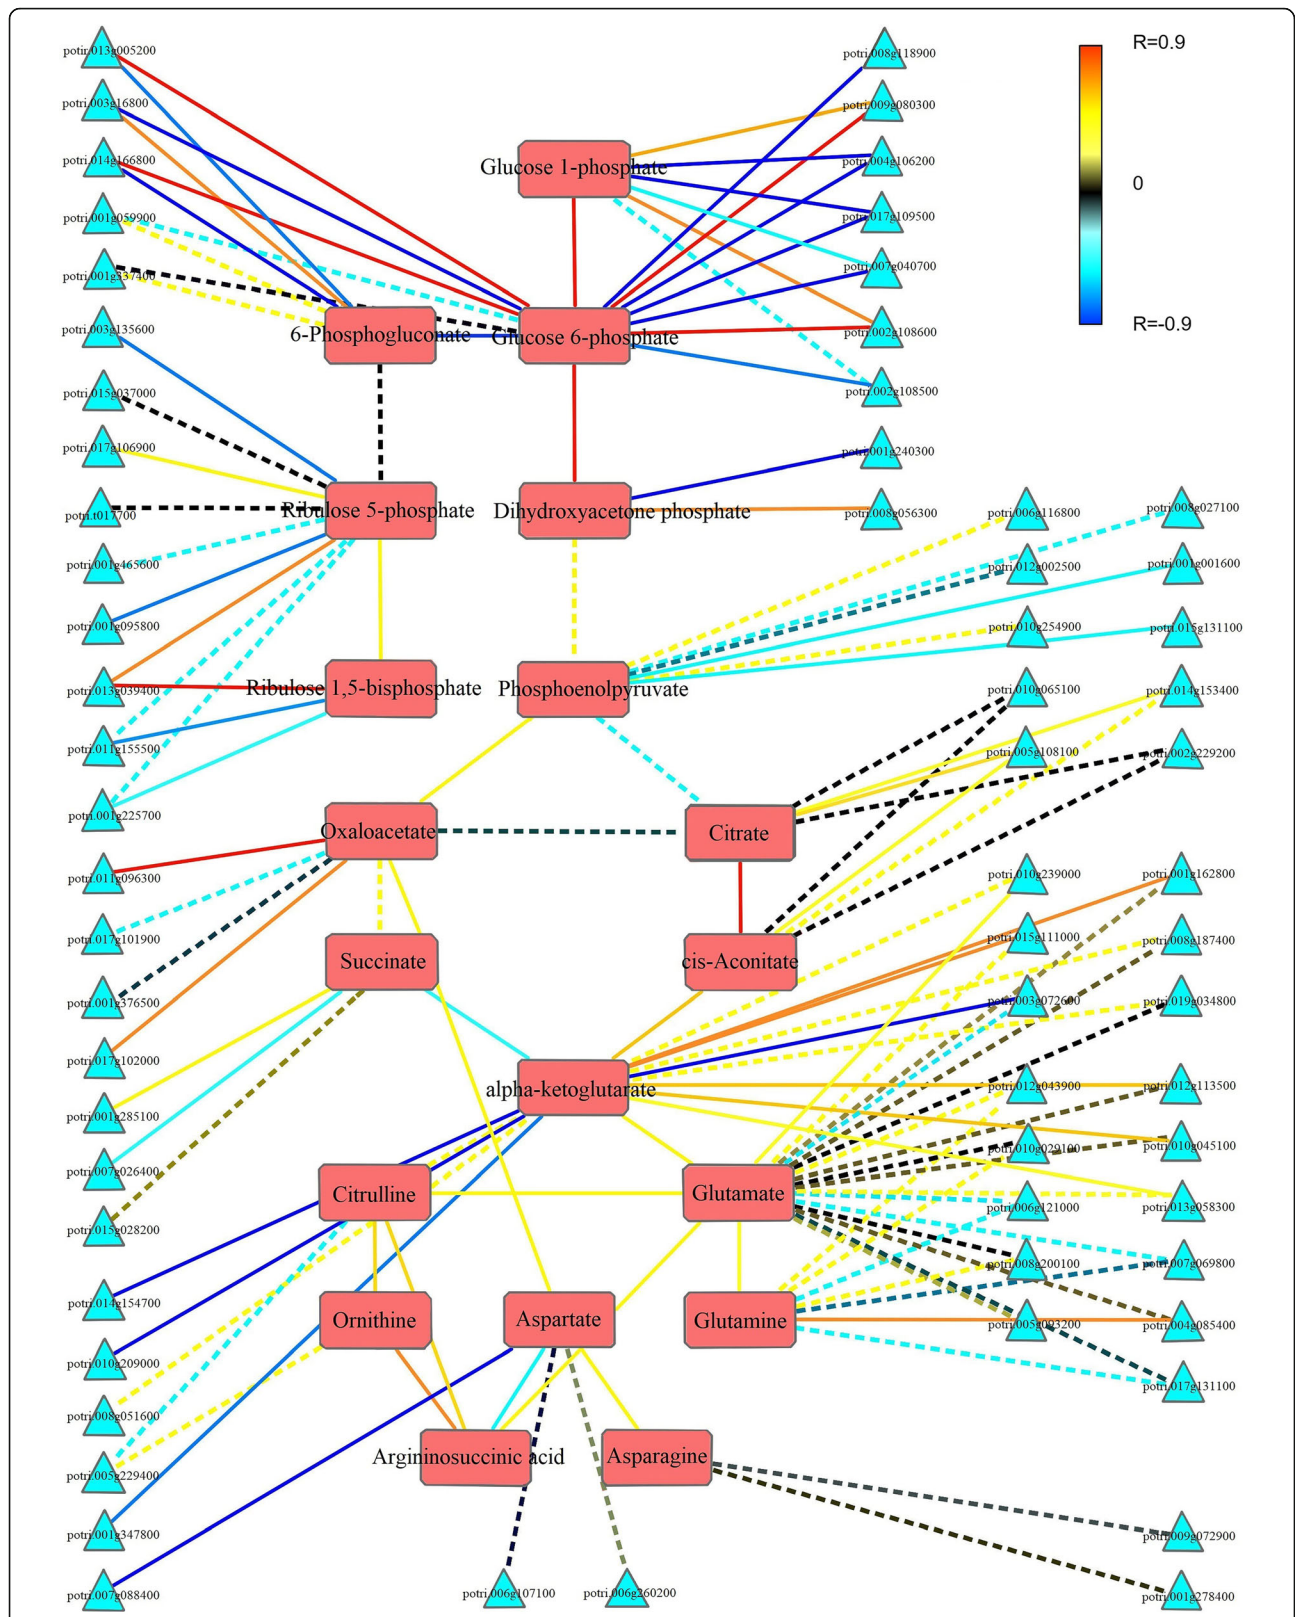 potir.013g005200
potri.008g118900
R=0.9
potri.003g16800
potri.009g080300
potri.014g166800
Glucose 1-phosphate
potri.004g106200
0
potri.001g059900
potri.017g109500
potri.001g337400
potri.007g040700
potri.003g135600
6-Phosphogluconate
Glucose 6-phosphate
potri.002g108600
R=-0.9
potri.015g037000
potri.002g108500
potri.017g106900
potri.001g240300
potri.t017700
Ribulose 5-phosphate
Dihydroxyacetone phosphate
potri.008g056300
potri.006g116800
potri.008g027100
potri.001g465600
potri.012g002500
potri.001g001600
potri.001g095800
potri.010g254900
potri.015g131100
potri.013g039400
Ribulose 1,5-bisphosphate
Phosphoenolpyruvate
potri.010g065100
potri.014g153400
potri.011g155500
potri.005g108100
potri.002g229200
potri.001g225700
Oxaloacetate
Citrate
potri.011g096300
potri.010g239000
potri.001g162800
potri.017g101900
potri.015g111000
potri.008g187400
Succinate
cis-Aconitate
potri.001g376500
potri.003g072600
potri.019g034800
potri.017g102000
alpha-ketoglutarate
potri.012g043900
potri.012g113500
potri.001g285100
potri.010g029100
potri.010g045100
potri.007g026400
Citrulline
Glutamate
potri.006g121000
potri.013g058300
potri.015g028200
potri.008g200100
potri.007g069800
potri.014g154700
Ornithine
Aspartate
Glutamine
potri.005g093200
potri.004g085400
potri.010g209000
potri.017g131100
potri.008g051600
potri.005g229400
Argininosuccinic acid
Asparagine
potri.001g347800
potri.009g072900
potri.007g088400
potri.006g107100
potri.006g260200
potri.001g278400